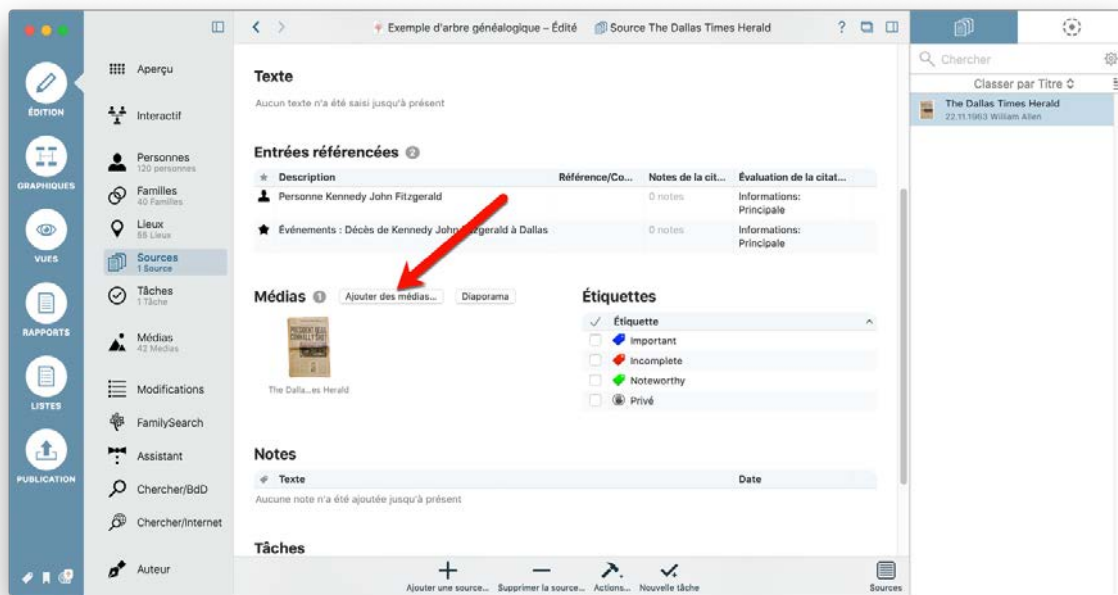 Exemple d'arbre généalogique – Édité
Source The Dallas Times Herald
?
ÉDITION
GRAPHIQUES
VUES
RAPPORTS
LISTES
PUBLICATION
Aperçu
Interactif
Personnes
120 personnes
Familles
40 Familles
Lieux
55 Lieux
Sources
1 Source
Tâches
1 Tâche
Médias
42 Medias
Modifications
FamilySearch
Assistant
Chercher/BdD
Chercher/Internet
Auteur
Texte
Aucun texte n'a été saisi jusqu'à présent
Entrées référencées 2
Description Référence/Co... Notes de la cit... Évaluation de la citat...
Personne Kennedy John Fitzgerald 0 notes Informations:
Principale
Événements : Décès de Kennedy John Fitzgerald à Dallas 0 notes Informations:
Principale
Médias 1 Ajouter des médias... Diaporama
PRESIDENT DEAD
CONNALLY SHOT
The Dalla...es Herald
Étiquettes
Étiquette
Important
Incomplete
Noteworthy
Privé
Notes
Texte Date
Aucune note n'a été ajoutée jusqu'à présent
Tâches
Ajouter une source... Supprimer la source... Actions... Nouvelle tâche Sources
Chercher
Classer par Titre
The Dallas Times Herald
22.11.1963 William Allen